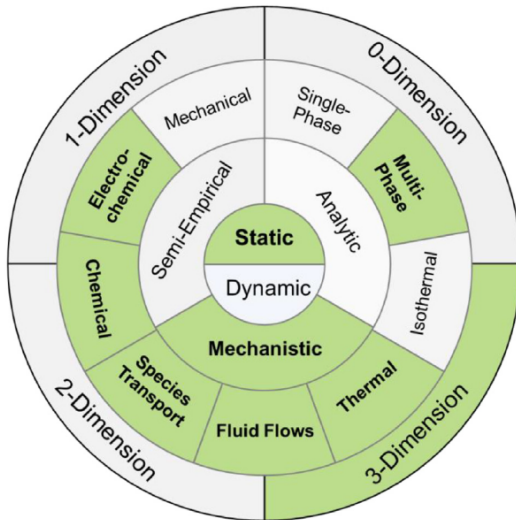 0-Dimension
1-Dimension
Mechanical
Single-
Phase
Electro-
chemical
Multi-
Phase
Semi-Empirical
Analytic
Static
Dynamic
Chemical
Isothermal
Mechanistic
Species
Transport
Thermal
Fluid Flows
2-Dimension
3-Dimension